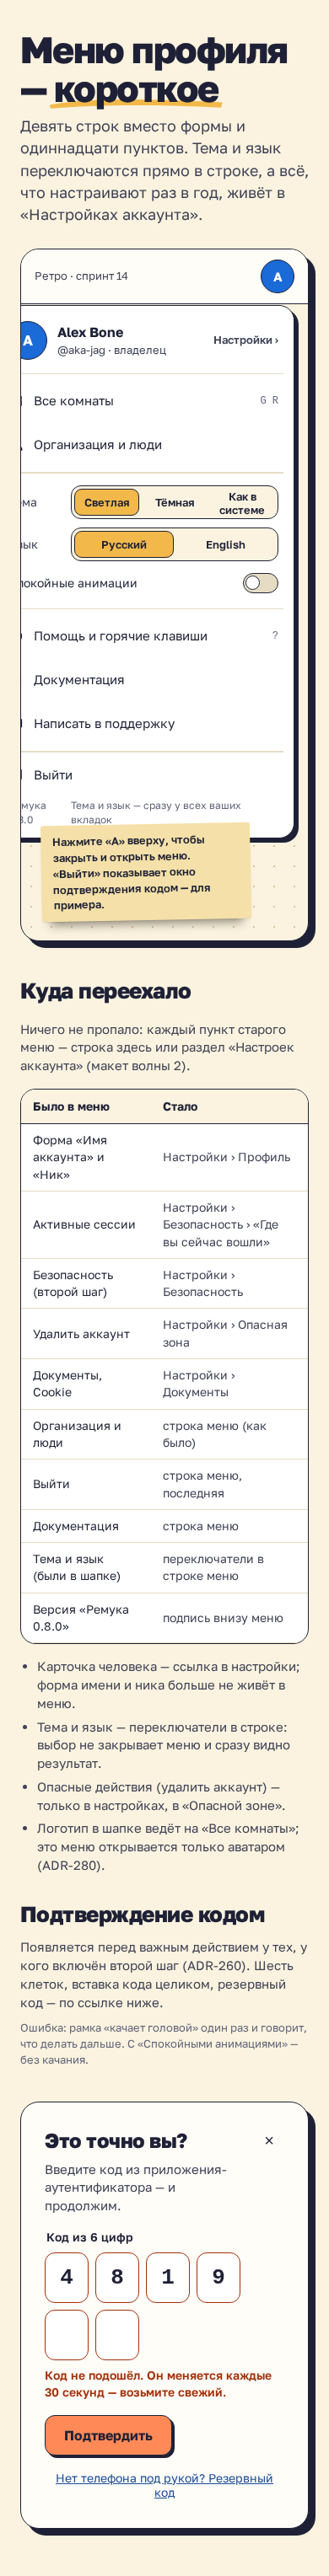 Меню профиля
— короткое
Девять строк вместо формы и
одиннадцати пунктов. Тема и язык
переключаются прямо в строке, а всё,
что настраивают раз в год, живёт в
«Настройках аккаунта».
Ретро · спринт 14
A
A
Alex Bone
@aka-jag · владелец
Настройки ›
Все комнаты
G R
Организация и люди
ема
Светлая
Тёмная
Как в
системе
зык
Русский
English
покойные анимации
Помощь и горячие клавиши
?
Документация
Написать в поддержку
Выйти
мука
Тема и язык — сразу у всех ваших
8.0
вкладок
Нажмите «А» вверху, чтобы
закрыть и открыть меню.
«Выйти» показывает окно
подтверждения кодом — для
примера.
Куда переехало
Ничего не пропало: каждый пункт старого
меню — строка здесь или раздел «Настроек
аккаунта» (макет волны 2).
Было в меню
Стало
Форма «Имя
аккаунта» и
«Ник»
Настройки › Профиль
Активные сессии
Настройки ›
Безопасность › «Где
вы сейчас вошли»
Безопасность
(второй шаг)
Настройки ›
Безопасность
Удалить аккаунт
Настройки › Опасная
зона
Документы,
Cookie
Настройки ›
Документы
Организация и
люди
строка меню (как
было)
Выйти
строка меню,
последняя
Документация
строка меню
Тема и язык
(были в шапке)
переключатели в
строке меню
Версия «Ремука
0.8.0»
подпись внизу меню
• Карточка человека — ссылка в настройки;
форма имени и ника больше не живёт в
меню.
• Тема и язык — переключатели в строке:
выбор не закрывает меню и сразу видно
результат.
• Опасные действия (удалить аккаунт) —
только в настройках, в «Опасной зоне».
• Логотип в шапке ведёт на «Все комнаты»;
это меню открывается только аватаром
(ADR-280).
Подтверждение кодом
Появляется перед важным действием у тех, у
кого включён второй шаг (ADR-260). Шесть
клеток, вставка кода целиком, резервный
код — по ссылке ниже.
Ошибка: рамка «качает головой» один раз и говорит,
что делать дальше. С «Спокойными анимациями» —
без качания.
Это точно вы?
×
Введите код из приложения-
аутентификатора — и
продолжим.
Код из 6 цифр
4 8 1 9
Код не подошёл. Он меняется каждые
30 секунд — возьмите свежий.
Подтвердить
Нет телефона под рукой? Резервный
код